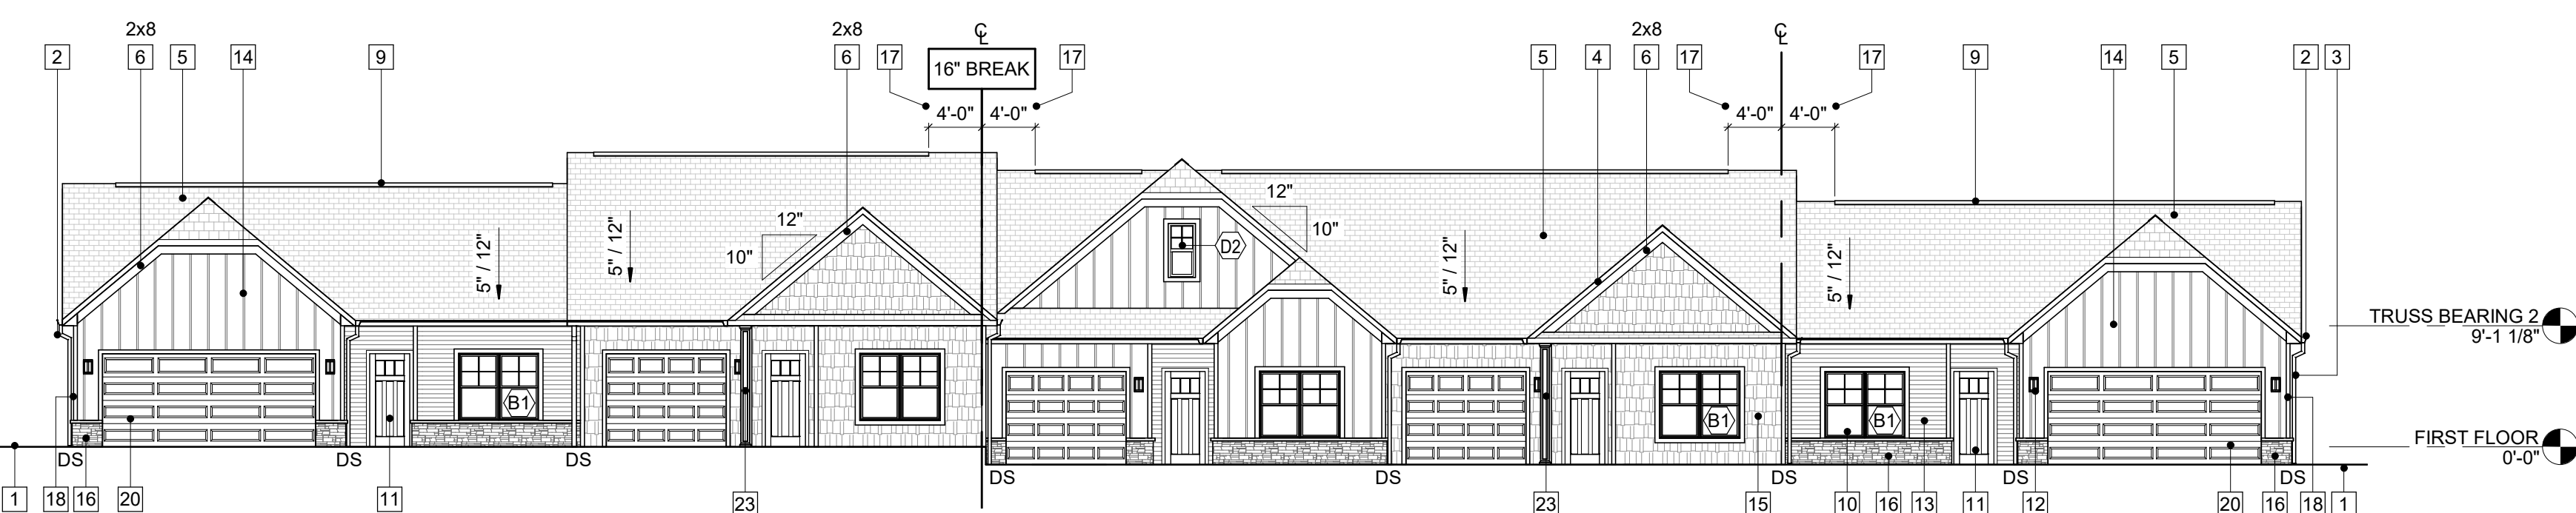 2x8
2x8
℄
2x8
℄
2
6
5
14
9
6
17
16" BREAK
17
5
4
6
17
17
9
14
5
2
3
4'-0"
4'-0"
4'-0"
4'-0"
12"
10"
12"
10"
5" / 12"
5" / 12"
D2
5" / 12"
5" / 12"
TRUSS BEARING 2
9'-1 1/8"
B1
B1
B1
FIRST FLOOR
0'-0"
DS
DS
DS
DS
DS
DS
DS
DS
1
18
16
20
11
23
23
15
10
16
13
11
12
20
16
18
1